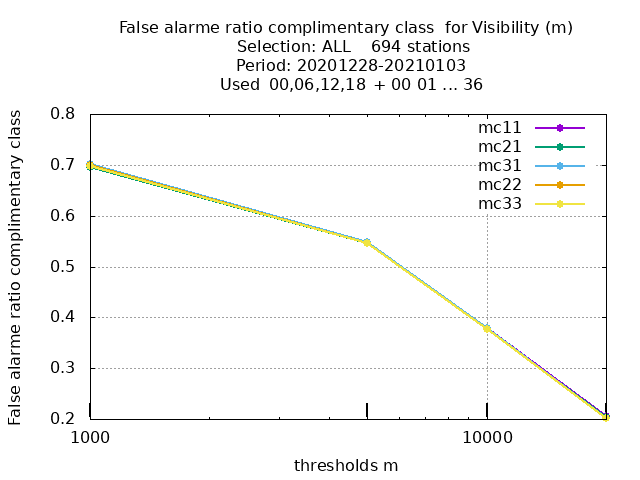 False alarme ratio complimentary class  for Visibility (m)
Selection: ALL    694 stations
Period: 20201228-20210103
Used  00,06,12,18  + 00 01 ... 36
False alarme ratio complimentary class
0.8
0.7
0.6
0.5
0.4
0.3
0.2
mc11
mc21
mc31
mc22
mc33
1000
10000
thresholds m